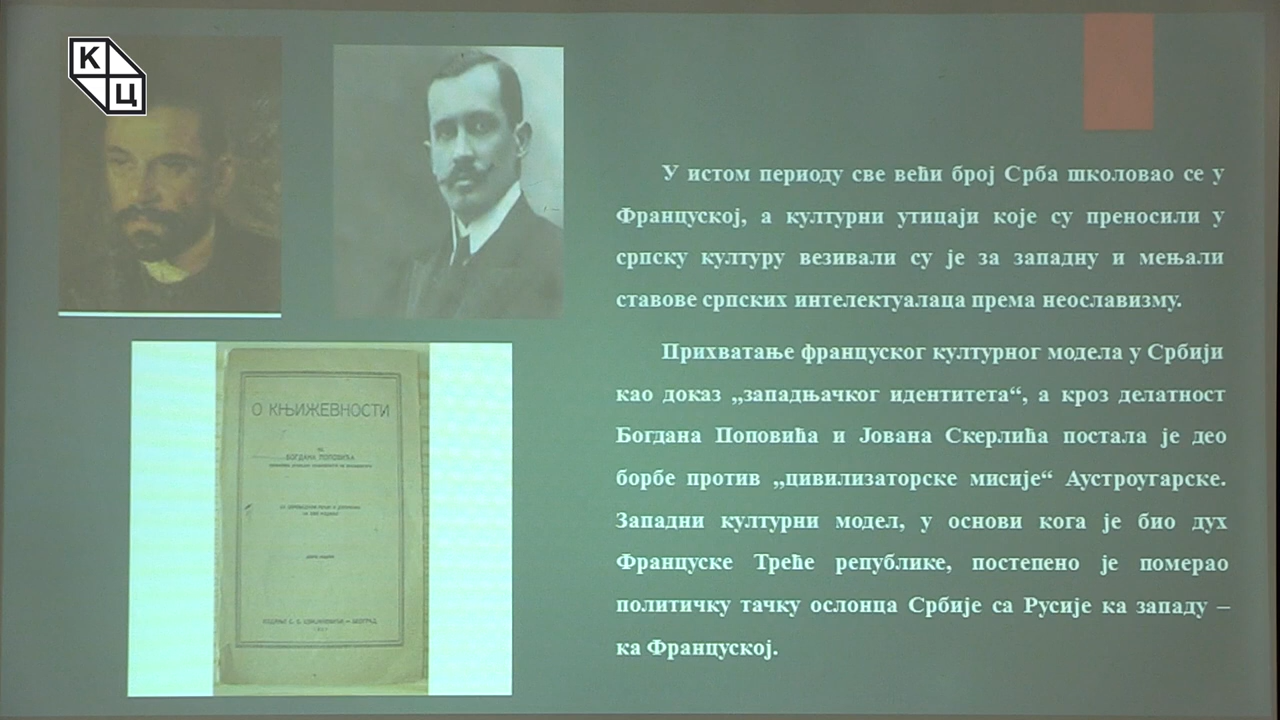 К
Ц
У истом периоду све већи број Срба школовао се у
Француској, а културни утицаји које су преносили у
српску културу везивали су је за западну и мењали
ставове српских интелектуалаца према неославизму.
Прихватање француског културног модела у Србији
као доказ „западњачког идентитета“, а кроз делатност
Богдана Поповића и Јована Скерлића постала је део
борбе против „цивилизаторске мисије“ Аустроугарске.
Западни културни модел, у основи кога је био дух
Француске Треће републике, постепено је померао
политичку тачку ослонца Србије са Русије ка западу –
ка Француској.
О КЊИЖЕВНОСТИ
БОГДАНА ПОПОВИЋА